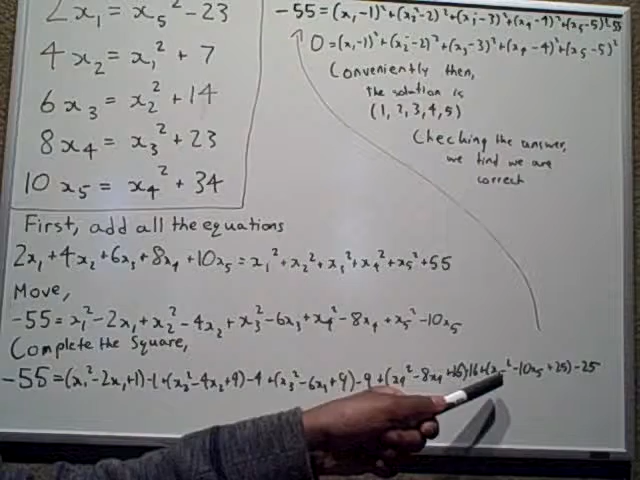 2x₁ = x₅² - 23
4x₂ = x₁² + 7
6x₃ = x₂² + 14
8x₄ = x₃² + 23
10x₅ = x₄² + 34
-55 = (x₁-1)²+(x₂-2)²+(x₃-3)²+(x₄-4)²+(x₅-5)²-55
0 = (x₁-1)²+(x₂-2)²+(x₃-3)²+(x₄-4)²+(x₅-5)²
Conveniently then,
the solution is
(1,2,3,4,5)
Checking the answer,
we find we are
correct
First, add all the equations
2x₁+4x₂+6x₃+8x₄+10x₅=x₁²+x₂²+x₃²+x₄²+x₅²+55
Move,
-55=x₁²-2x₁+x₂²-4x₂+x₃²-6x₃+x₄²-8x₄+x₅²-10x₅
Complete the Square,
-55=(x₁²-2x₁+1)-1+(x₂²-4x₂+4)-4+(x₃²-6x₃+9)-9+(x₄²-8x₄+16)-16+(x₅²-10x₅+25)-25